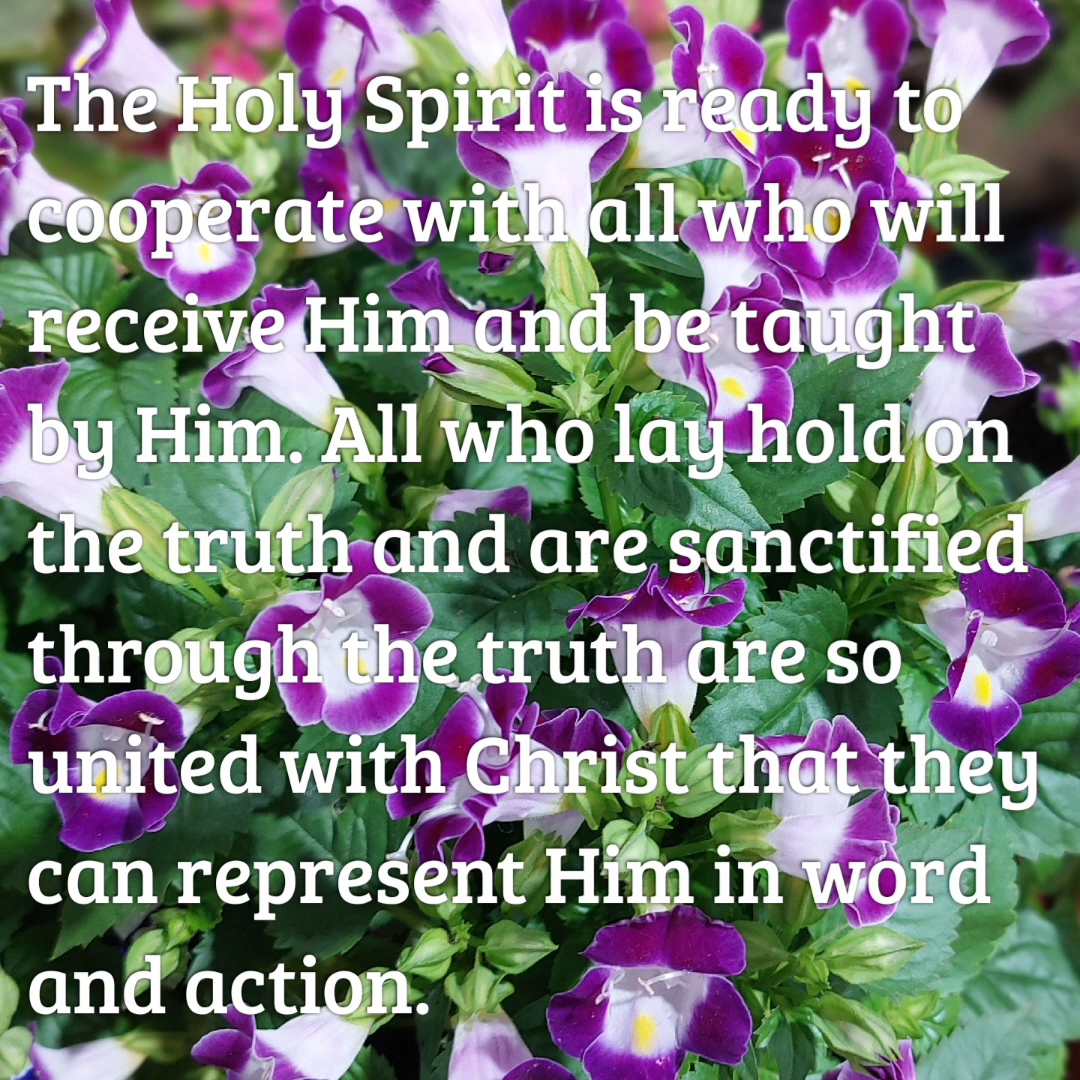 The Holy Spirit is ready to
cooperate with all who will
receive Him and be taught
by Him. All who lay hold on
the truth and are sanctified
through the truth are so
united with Christ that they
can represent Him in word
and action.